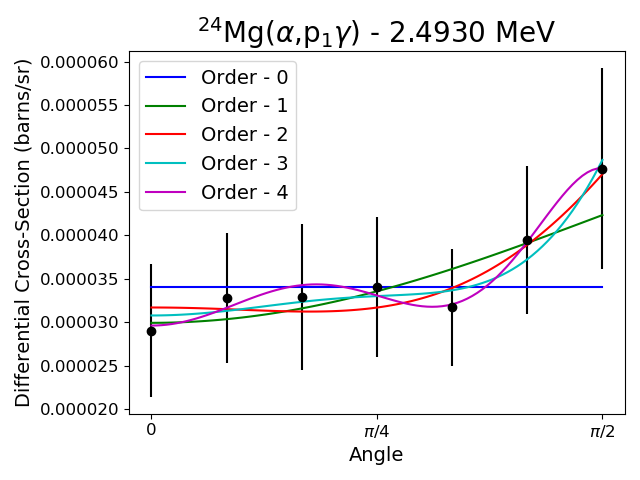 ²⁴Mg(α,p₁γ) - 2.4930 MeV
Differential Cross-Section (barns/sr)
0.000060
0.000055
0.000050
0.000045
0.000040
0.000035
0.000030
0.000025
0.000020
Order - 0
Order - 1
Order - 2
Order - 3
Order - 4
0
π/4
π/2
Angle